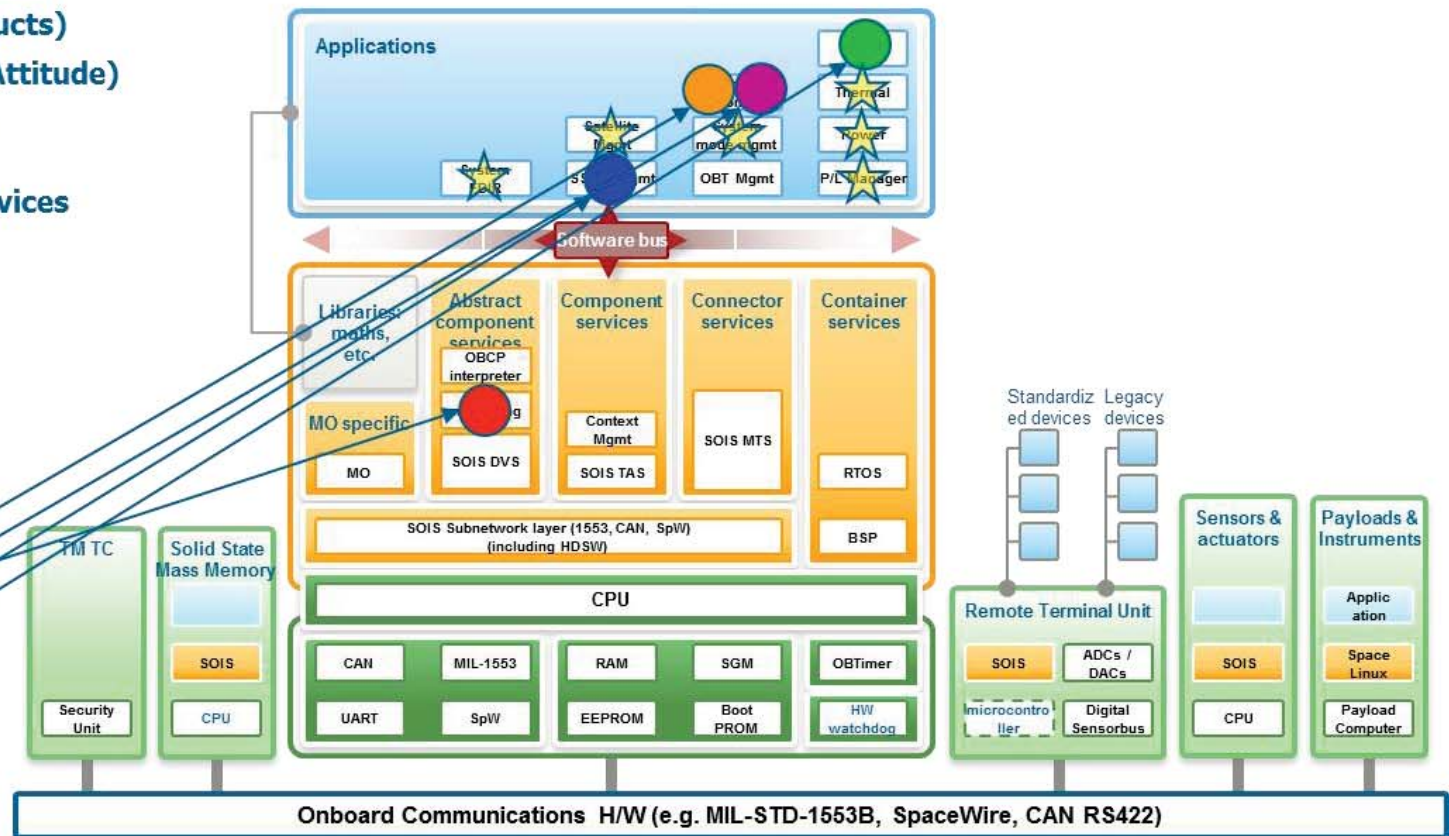 ucts)
Attitude)
vices
Applications
Thermal
Satellite
Mgmt
System
mode mgmt
Power
System
FDIR
OBT Mgmt
P/L Manager
Software bus
Libraries:
maths,
etc.
Abstract
component
services
Component
services
Connector
services
Container
services
OBCP
interpreter
MO specific
MO
SOIS DVS
Context
Mgmt
SOIS TAS
SOIS MTS
RTOS
SOIS Subnetwork layer (1553, CAN, SpW)
(including HDSW)
BSP
CPU
CAN
MIL-1553
RAM
SGM
OBTimer
UART
SpW
EEPROM
Boot
PROM
HW
watchdog
TM TC
Security
Unit
Solid State
Mass Memory
SOIS
CPU
Standardiz
ed devices
Legacy
devices
Remote Terminal Unit
SOIS
ADCs /
DACs
microcontro
ller
Digital
Sensorbus
Sensors &
actuators
SOIS
CPU
Payloads &
Instruments
Applic
ation
Space
Linux
Payload
Computer
Onboard Communications H/W (e.g. MIL-STD-1553B, SpaceWire, CAN RS422)